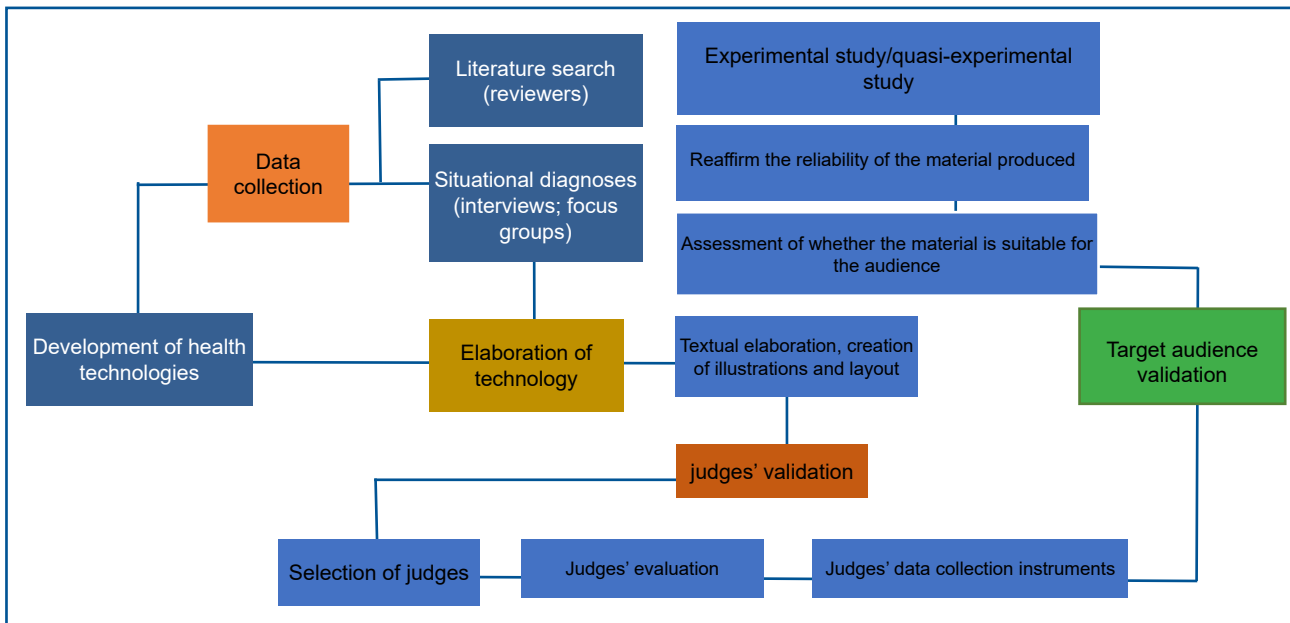 Literature search
(reviewers)
Experimental study/quasi-experimental
study
Data
collection
Reaffirm the reliability of the material produced
Situational diagnoses
(interviews; focus
groups)
Assessment of whether the material is suitable for
the audience
Development of health
technologies
Elaboration of
technology
Textual elaboration, creation
of illustrations and layout
Target audience
validation
judges’ validation
Selection of judges
Judges’ evaluation
Judges’ data collection instruments